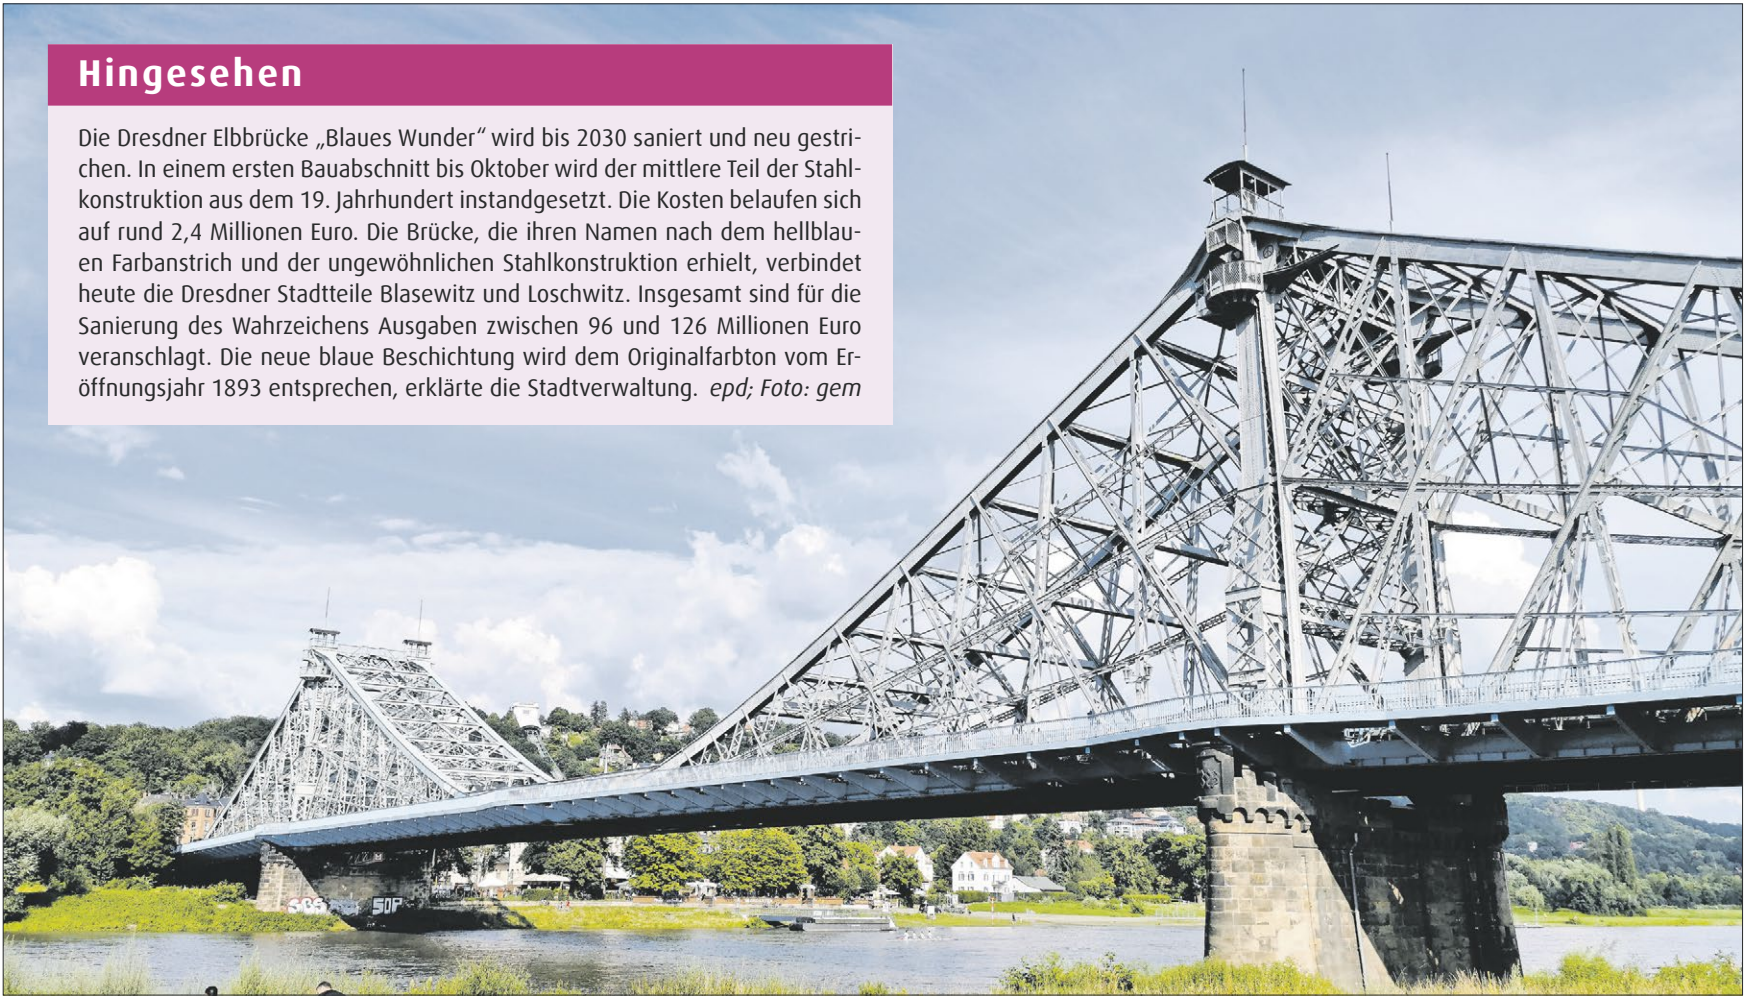 Hingesehen
Die Dresdner Elbbrücke „Blaues Wunder“ wird bis 2030 saniert und neu gestri-
chen. In einem ersten Bauabschnitt bis Oktober wird der mittlere Teil der Stahl-
konstruktion aus dem 19. Jahrhundert instandgesetzt. Die Kosten belaufen sich
auf rund 2,4 Millionen Euro. Die Brücke, die ihren Namen nach dem hellblau-
en Farbanstrich und der ungewöhnlichen Stahlkonstruktion erhielt, verbindet
heute die Dresdner Stadtteile Blasewitz und Loschwitz. Insgesamt sind für die
Sanierung des Wahrzeichens Ausgaben zwischen 96 und 126 Millionen Euro
veranschlagt. Die neue blaue Beschichtung wird dem Originalfarbton vom Er-
öffnungsjahr 1893 entsprechen, erklärte die Stadtverwaltung. epd; Foto: gem
SBS SOP